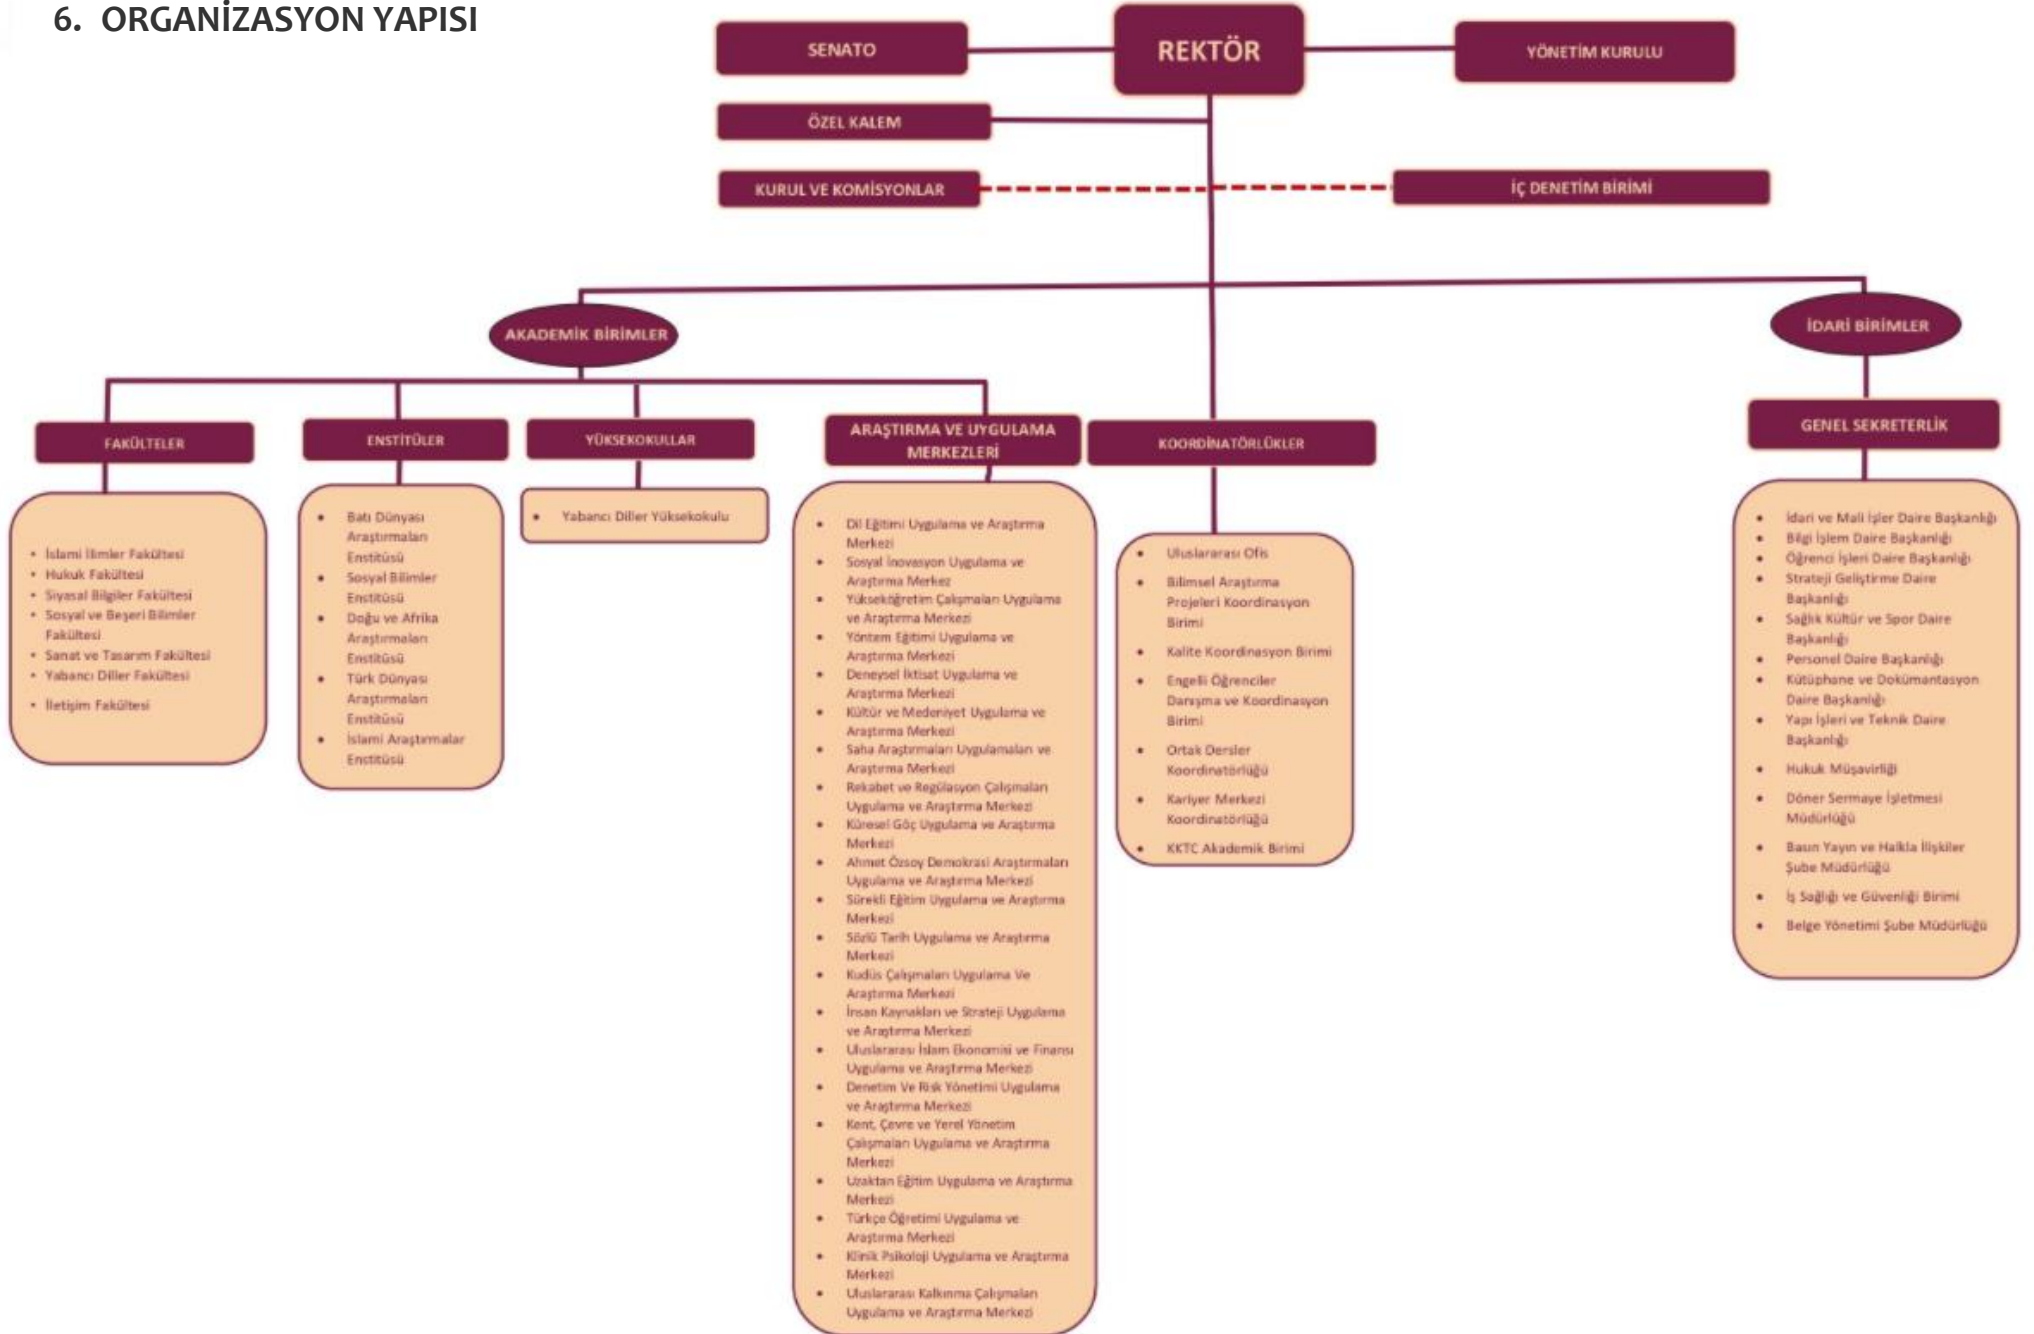 6. ORGANİZASYON YAPISI
SENATO
REKTÖR
YÖNETİM KURULU
ÖZEL KALEM
KURUL VE KOMİSYONLAR
İÇ DENETİM BİRİMİ
AKADEMİK BİRİMLER
İDARİ BİRİMLER
FAKÜLTELER
• İslami İlimler Fakültesi
• Hukuk Fakültesi
• Siyasal Bilgiler Fakültesi
• Sosyal ve Beşeri Bilimler
Fakültesi
• Sanat ve Tasarım Fakültesi
• Yabancı Diller Fakültesi
• İletişim Fakültesi
ENSTİTÜLER
• Batı Dünyası
Araştırmaları
Enstitüsü
• Sosyal Bilimler
Enstitüsü
• Doğu ve Afrika
Araştırmaları
Enstitüsü
• Türk Dünyası
Araştırmaları
Enstitüsü
• İslami Araştırmalar
Enstitüsü
YÜKSEKOKULLAR
• Yabancı Diller Yüksekokulu
ARAŞTIRMA VE UYGULAMA
MERKEZLERİ
• Dil Eğitimi Uygulama ve Araştırma
Merkezi
• Sosyal İnovasyon Uygulama ve
Araştırma Merkez
• Yükseköğretim Çalışmaları Uygulama
ve Araştırma Merkezi
• Yöntem Eğitimi Uygulama ve
Araştırma Merkezi
• Deneysel İktisat Uygulama ve
Araştırma Merkezi
• Kültür ve Medeniyet Uygulama ve
Araştırma Merkezi
• Saha Araştırmaları Uygulamaları ve
Araştırma Merkezi
• Rekabet ve Regülasyon Çalışmaları
Uygulama ve Araştırma Merkezi
• Küresel Göç Uygulama ve Araştırma
Merkezi
• Ahmet Özsoy Demokrasi Araştırmaları
Uygulama ve Araştırma Merkezi
• Sürekli Eğitim Uygulama ve Araştırma
Merkezi
• Sözlü Tarih Uygulama ve Araştırma
Merkezi
• Kudüs Çalışmaları Uygulama Ve
Araştırma Merkezi
• İnsan Kaynakları ve Strateji Uygulama
ve Araştırma Merkezi
• Uluslararası İslam Ekonomisi ve Finansı
Uygulama ve Araştırma Merkezi
• Denetim Ve Risk Yönetimi Uygulama
ve Araştırma Merkezi
• Kent, Çevre ve Yerel Yönetim
Çalışmaları Uygulama ve Araştırma
Merkezi
• Uzaktan Eğitim Uygulama ve Araştırma
Merkezi
• Türkçe Öğretimi Uygulama ve
Araştırma Merkezi
• Klinik Psikoloji Uygulama ve Araştırma
Merkezi
• Uluslararası Kalkınma Çalışmaları
Uygulama ve Araştırma Merkezi
KOORDİNATÖRLÜKLER
• Uluslararası Ofis
• Bilimsel Araştırma
Projeleri Koordinasyon
Birimi
• Kalite Koordinasyon Birimi
• Engelli Öğrenciler
Danışma ve Koordinasyon
Birimi
• Ortak Dersler
Koordinatörlüğü
• Kariyer Merkezi
Koordinatörlüğü
• KKTC Akademik Birimi
GENEL SEKRETERLİK
• İdari ve Mali İşler Daire Başkanlığı
• Bilgi İşlem Daire Başkanlığı
• Öğrenci İşleri Daire Başkanlığı
• Strateji Geliştirme Daire
Başkanlığı
• Sağlık Kültür ve Spor Daire
Başkanlığı
• Personel Daire Başkanlığı
• Kütüphane ve Dokümantasyon
Daire Başkanlığı
• Yapı İşleri ve Teknik Daire
Başkanlığı
• Hukuk Müşavirliği
• Döner Sermaye İşletmesi
Müdürlüğü
• Basın Yayın ve Halkla İlişkiler
Şube Müdürlüğü
• İş Sağlığı ve Güvenliği Birimi
• Belge Yönetimi Şube Müdürlüğü